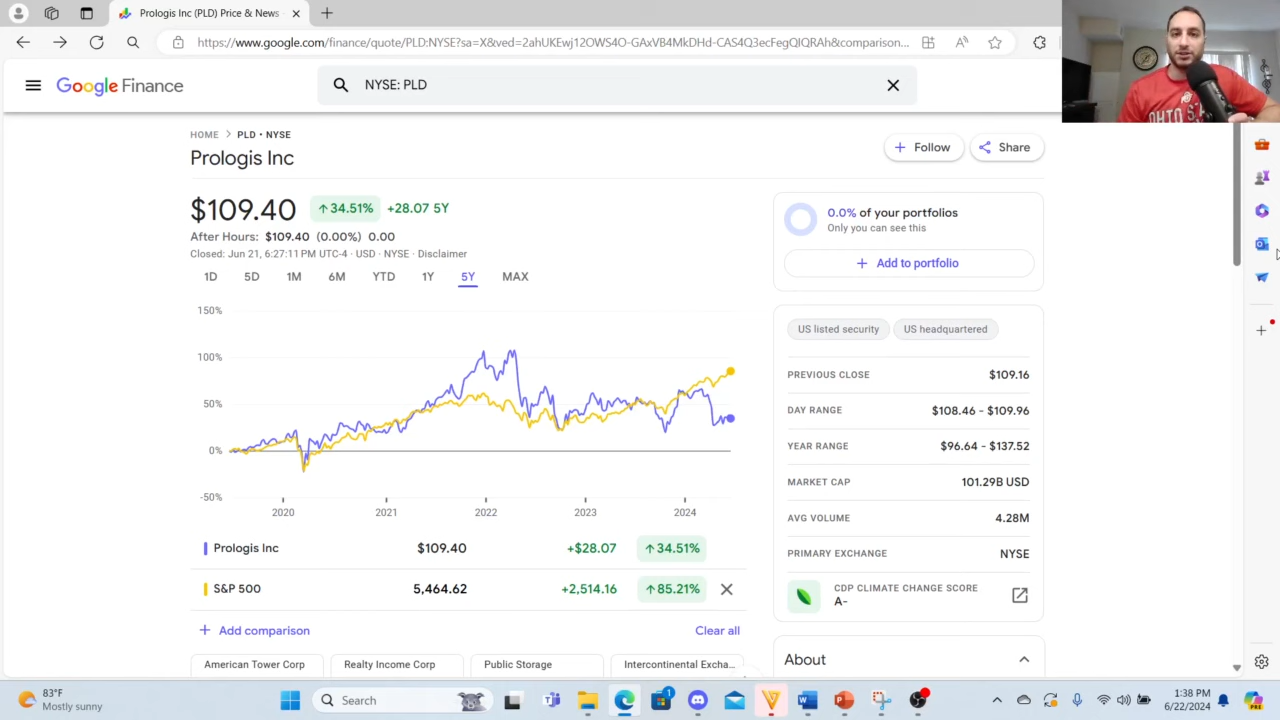 Prologis Inc (PLD) Price & News
https://www.google.com/finance/quote/PLD:NYSE?sa=X&ved=2ahUKEwj12OWS4O-GAxVB4MkDHd-CAS4Q3ecFegQIQRAh&comparison...
Google Finance
NYSE: PLD
OHIO
HOME > PLD • NYSE
Prologis Inc
Follow
Share
$109.40 ↑34.51% +28.07 5Y
After Hours: $109.40 (0.00%) 0.00
Closed: Jun 21, 6:27:11 PM UTC-4 · USD · NYSE · Disclaimer
1D 5D 1M 6M YTD 1Y 5Y MAX
150%
100%
50%
0%
-50%
2020 2021 2022 2023 2024
Prologis Inc $109.40 +$28.07 ↑34.51%
S&P 500 5,464.62 +2,514.16 ↑85.21%
+ Add comparison
Clear all
American Tower Corp
Realty Income Corp
Public Storage
Intercontinental Excha...
0.0% of your portfolios
Only you can see this
+ Add to portfolio
US listed security
US headquartered
PREVIOUS CLOSE $109.16
DAY RANGE $108.46 - $109.96
YEAR RANGE $96.64 - $137.52
MARKET CAP 101.29B USD
AVG VOLUME 4.28M
PRIMARY EXCHANGE NYSE
CDP CLIMATE CHANGE SCORE
A-
About
83°F
Mostly sunny
Search
1
1:38 PM
6/22/2024
PRE